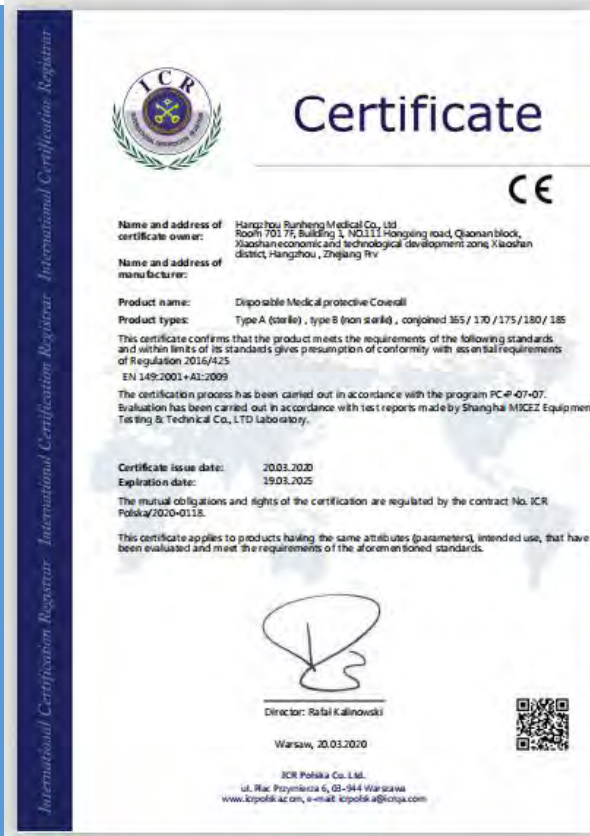 International Certification Registrar International Certification Registrar International Certification Registrar
ICR
Certificate
CE
Name and address of certificate owner:
Hangzhou Runheng Medical Co., Ltd
Room 701 7F, Building 1, NO.111 Hongxing road, Qiaonan block,
Xiaoshan economic and technological development zone, Xiaoshan
district, Hangzhou, Zhejiang Prv
Name and address of manufacturer:
Product name: Disposable Medical protective Coverall
Product types: Type A (sterile) , type B (non sterile) , conjoined 165 / 170 / 175 / 180 / 185
This certificate confirms that the product meets the requirements of the following standards
and within limits of its standards gives presumption of conformity with essential requirements
of Regulation 2016/425
EN 149:2001+A1:2009
The certification process has been carried out in accordance with the program PC-P-07-07.
Evaluation has been carried out in accordance with test reports made by Shanghai MICEZ Equipmen
Testing & Technical Co., LTD Laboratory.
Certificate issue date: 20.03.2020
Expiration date: 19.03.2025
The mutual obligations and rights of the certification are regulated by the contract No. ICR
Polska/2020-0118.
This certificate applies to products having the same attributes (parameters), intended use, that have
been evaluated and meet the requirements of the aforementioned standards.
Director: Rafał Kalinowski
Warsaw, 20.03.2020
ICR Polska Co. Ltd.
ul. Plac Przymierza 6, 03-944 Warszawa
www.icrpolska.com, e-mail: icrpolska@icrqa.com